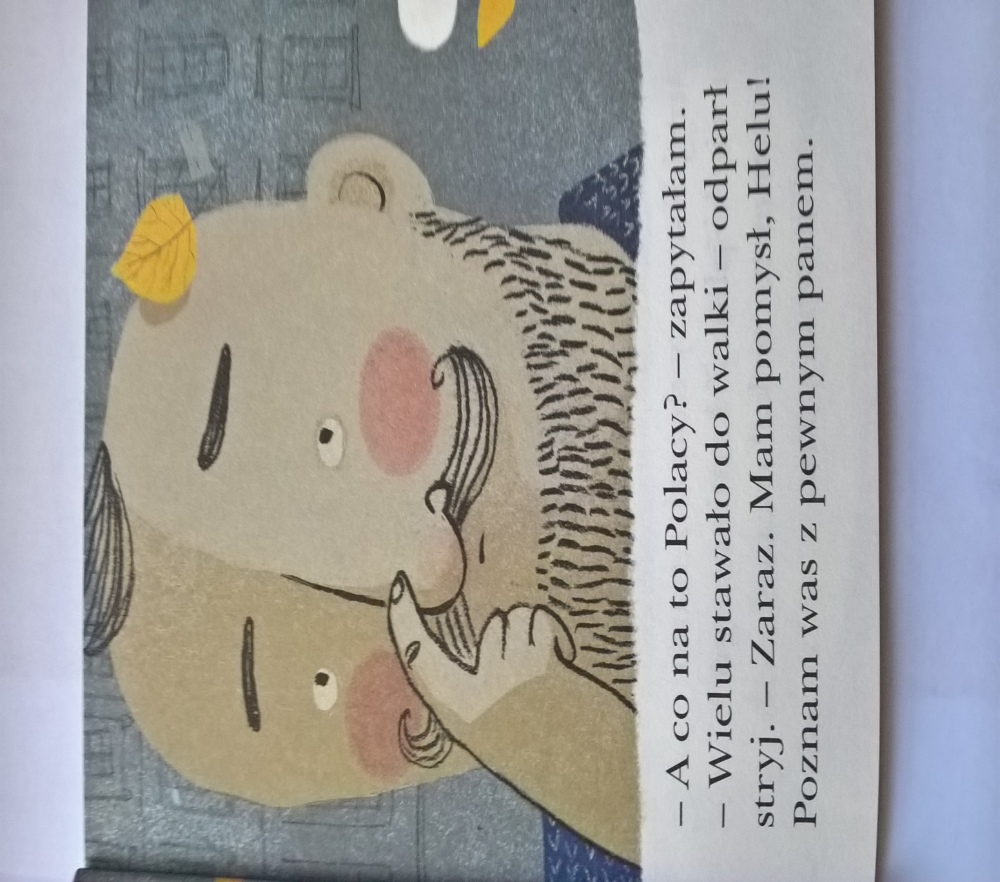 – A co na to Polacy? – zapytałam.
– Wielu stawało do walki – odparł
stryj. – Zaraz. Mam pomysł, Helu!
Poznam was z pewnym panem.